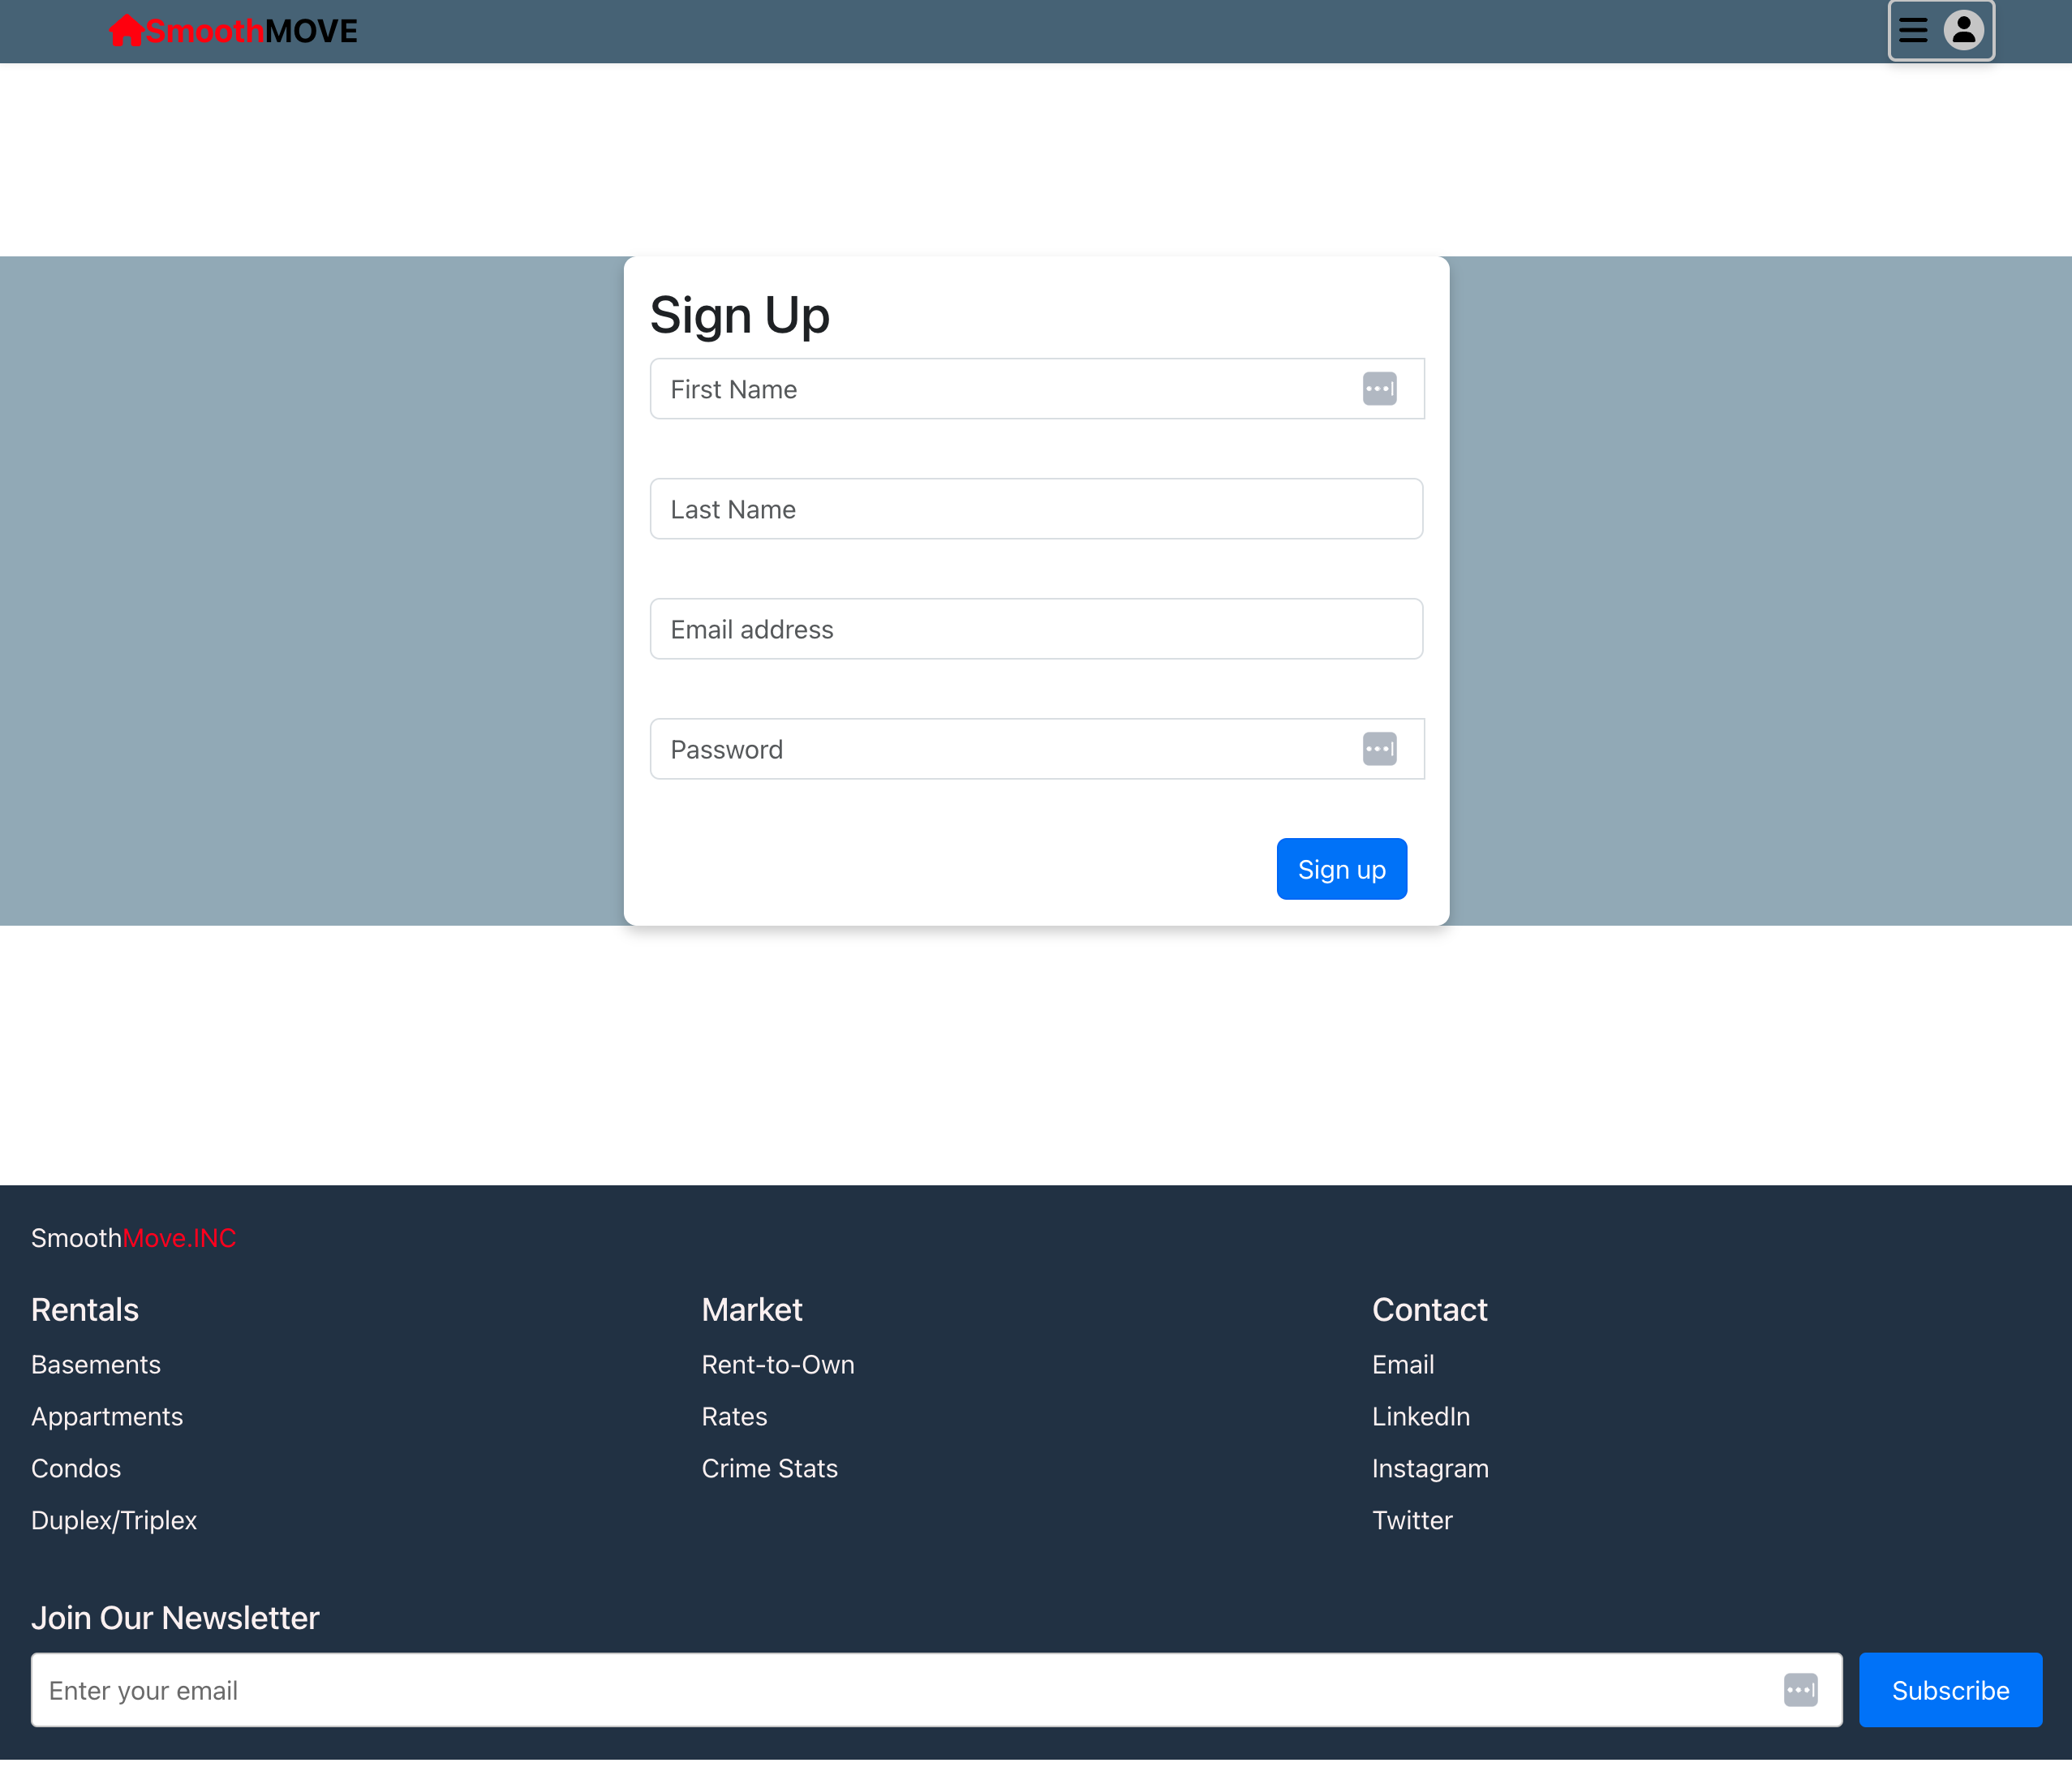 SmoothMOVE
Sign Up
First Name
Last Name
Email address
Password
Sign up
SmoothMove.INC
Rentals
Basements
Appartments
Condos
Duplex/Triplex
Market
Rent-to-Own
Rates
Crime Stats
Contact
Email
LinkedIn
Instagram
Twitter
Join Our Newsletter
Enter your email
Subscribe